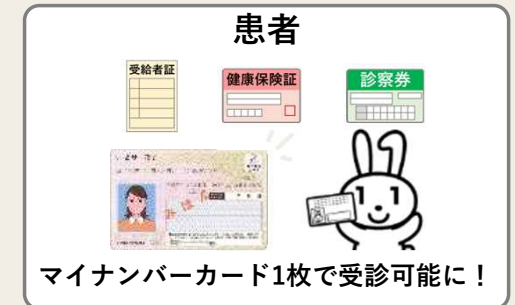 患者
受給者証
健康保険証
診察券
マイナンバーカード1枚で受診可能に！